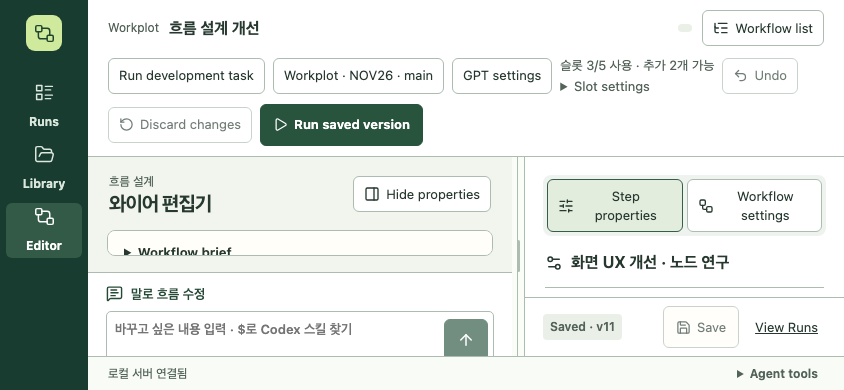 Workplot 흐름 설계 개선
Workflow list
Run development task
Workplot · NOV26 · main
GPT settings
슬롯 3/5 사용 · 추가 2개 가능
▶ Slot settings
Undo
Discard changes
Run saved version
Runs
Library
Editor
흐름 설계
와이어 편집기
Hide properties
▶ Workflow brief
말로 흐름 수정
바꾸고 싶은 내용 입력 · $로 Codex 스킬 찾기
Step
properties
Workflow
settings
화면 UX 개선 · 노드 연구
Saved · v11
Save
View Runs
로컬 서버 연결됨
▶ Agent tools